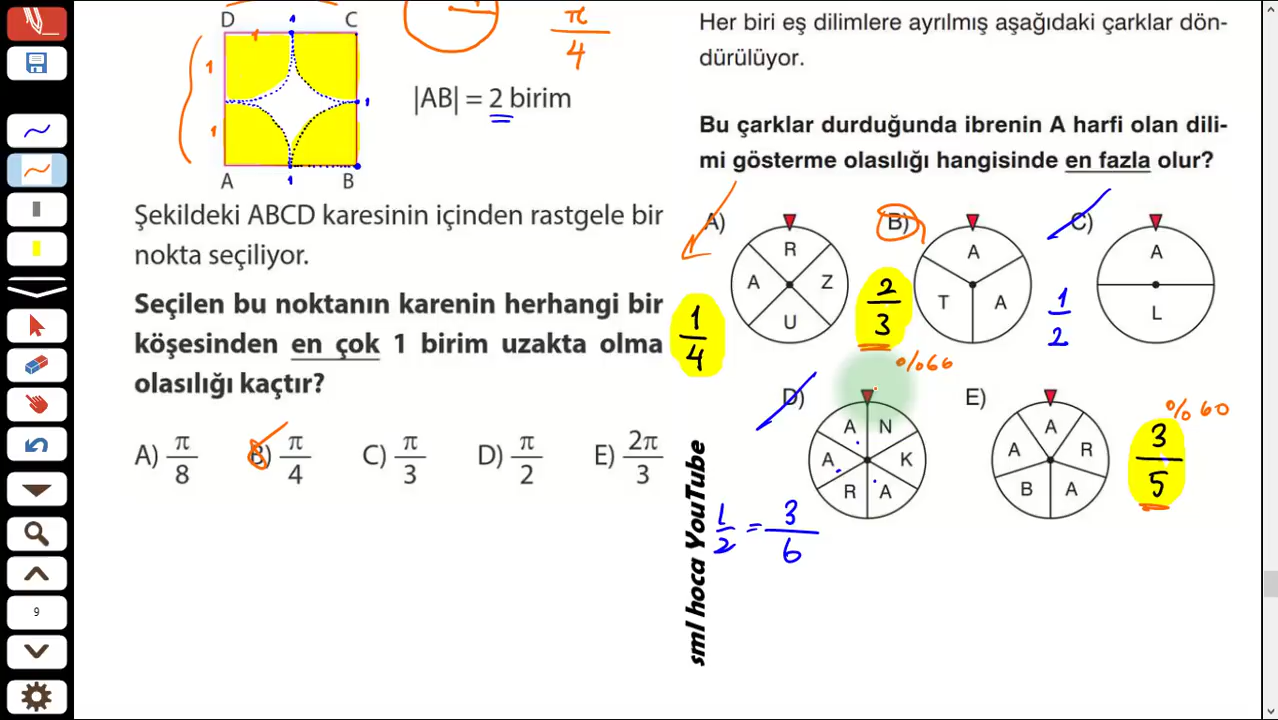 D 1 C
1
1
1
1
A 1 B
π
4
|AB| = 2 birim
Şekildeki ABCD karesinin içinden rastgele bir
nokta seçiliyor.
Seçilen bu noktanın karenin herhangi bir
köşesinden en çok 1 birim uzakta olma
olasılığı kaçtır?
A) π/8 B) π/4 C) π/3 D) π/2 E) 2π/3
9
Her biri eş dilimlere ayrılmış aşağıdaki çarklar dön-
dürülüyor.
Bu çarklar durduğunda ibrenin A harfi olan dili-
mi gösterme olasılığı hangisinde en fazla olur?
A) R A Z U 1/4
B) A T A 2/3 %66
C) A L 1/2
D) A N A K R A 1/2 = 3/6
E) A A R B A 3/5 %60
sml hoca YouTube